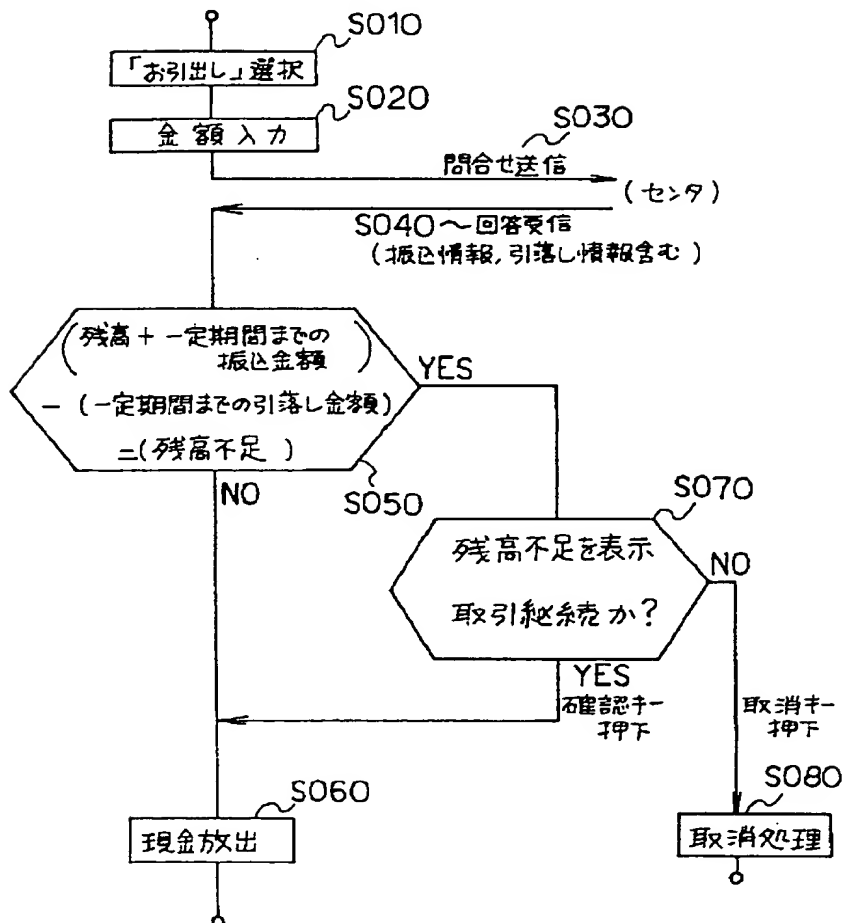 S010
「お引出し」選択
S020
金額入力
S030
問合せ送信
(センタ)
S040〜回答受信
(振込情報,引落し情報含む)
(残高+一定期間までの
振込金額)
-(一定期間までの引落し金額)
=(残高不足)
YES
NO
S050
S070
残高不足を表示
取引継続か?
NO
YES
確認キー
押下
取消キー
押下
S060
現金放出
S080
取消処理